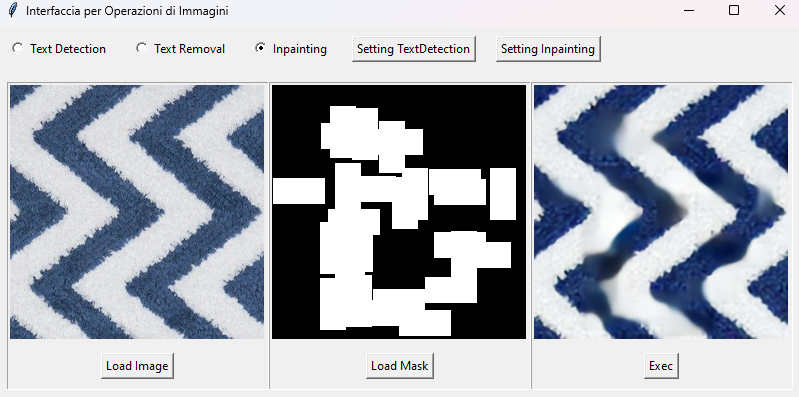 Interfaccia per Operazioni di Immagini
Text Detection Text Removal Inpainting Setting TextDetection Setting Inpainting
Load Image Load Mask Exec